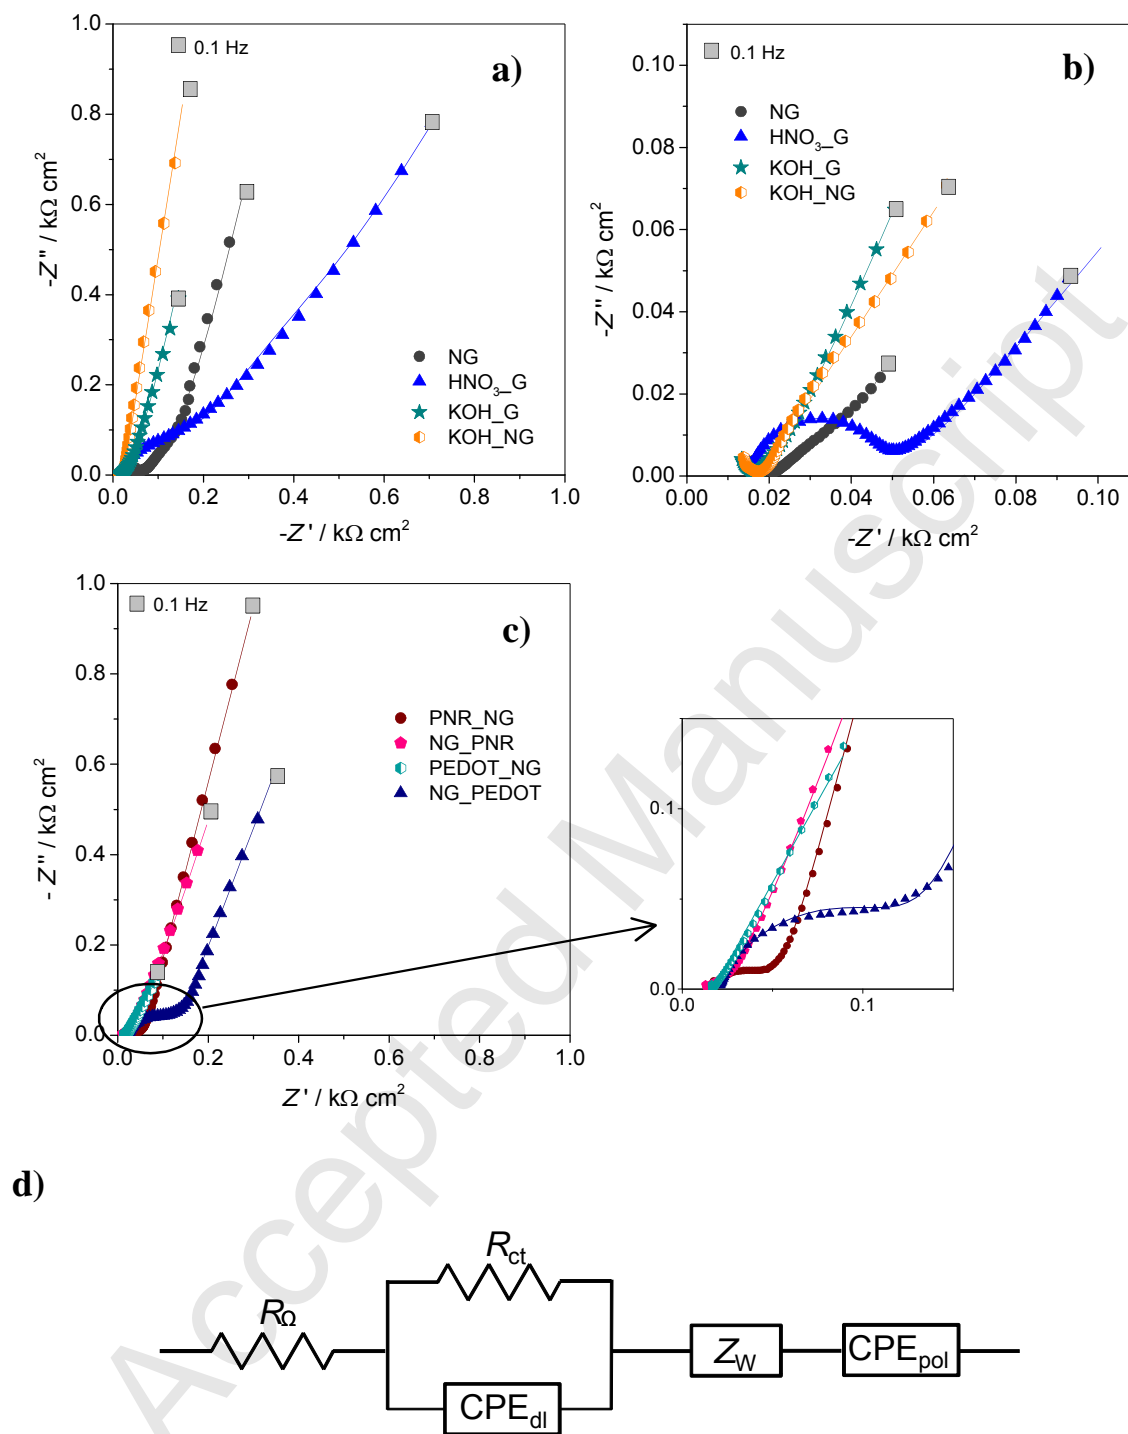 a)
0.1 Hz
1.0
0.8
0.6
0.4
0.2
0.0
-Z'' / kΩ cm²
NG
HNO₃_G
KOH_G
KOH_NG
0.0 0.2 0.4 0.6 0.8 1.0
-Z' / kΩ cm²
b)
0.1 Hz
0.10
0.08
0.06
0.04
0.02
0.00
-Z'' / kΩ cm²
NG
HNO₃_G
KOH_G
KOH_NG
0.00 0.02 0.04 0.06 0.08 0.10
-Z' / kΩ cm²
c)
0.1 Hz
1.0
0.8
0.6
0.4
0.2
0.0
- Z'' / kΩ cm²
PNR_NG
NG_PNR
PEDOT_NG
NG_PEDOT
0.0 0.2 0.4 0.6 0.8 1.0
Z' / kΩ cm²
0.1
0.0
0.0 0.1
d)
RΩ
Rct
CPEdl
ZW
CPEpol
Accepted Manuscript